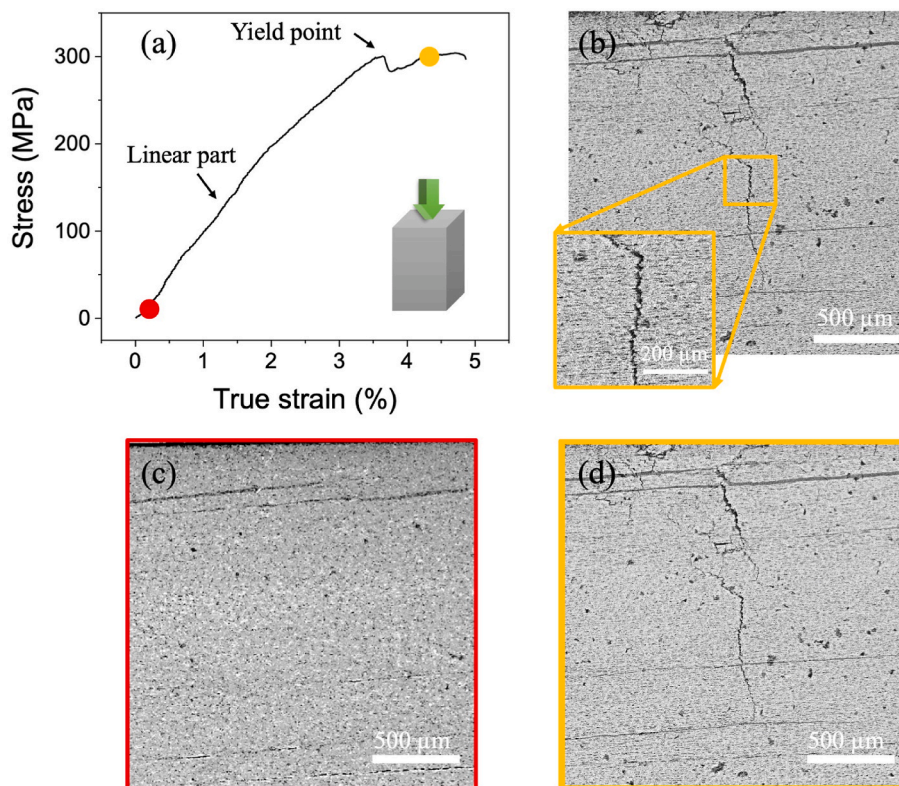 (a)
Yield point
Linear part
Stress (MPa)
300
200
100
0
0
1
2
3
4
5
True strain (%)
(b)
200 µm
500 µm
(c)
500 µm
(d)
500 µm